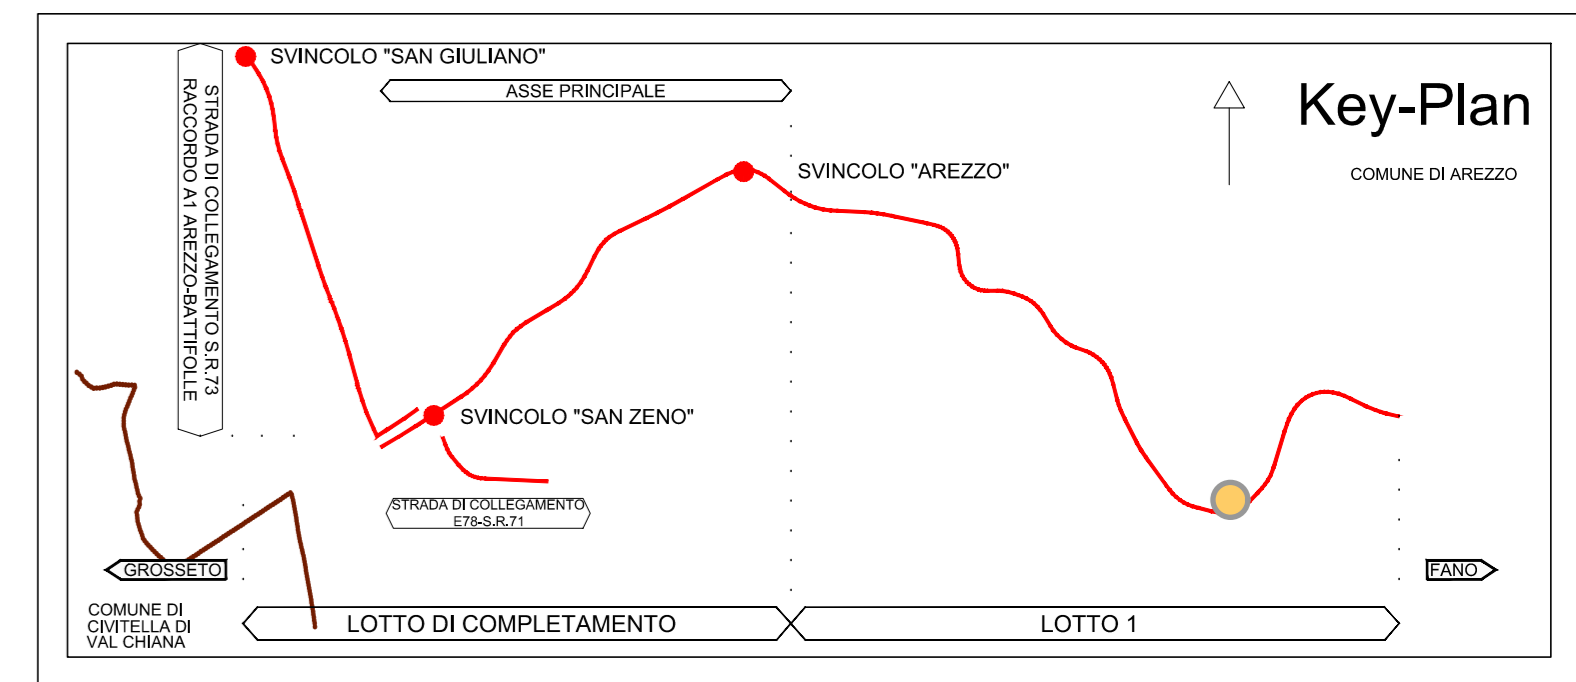 SVINCOLO "SAN GIULIANO"
ASSE PRINCIPALE
Key-Plan
COMUNE DI AREZZO
STRADA DI COLLEGAMENTO S.R.73
RACCORDO A1 AREZZO-BATTIFOLLE
SVINCOLO "AREZZO"
SVINCOLO "SAN ZENO"
STRADA DI COLLEGAMENTO
E78-S.R.71
GROSSETO
FANO
COMUNE DI
CIVITELLA DI
VAL CHIANA
LOTTO DI COMPLETAMENTO
LOTTO 1